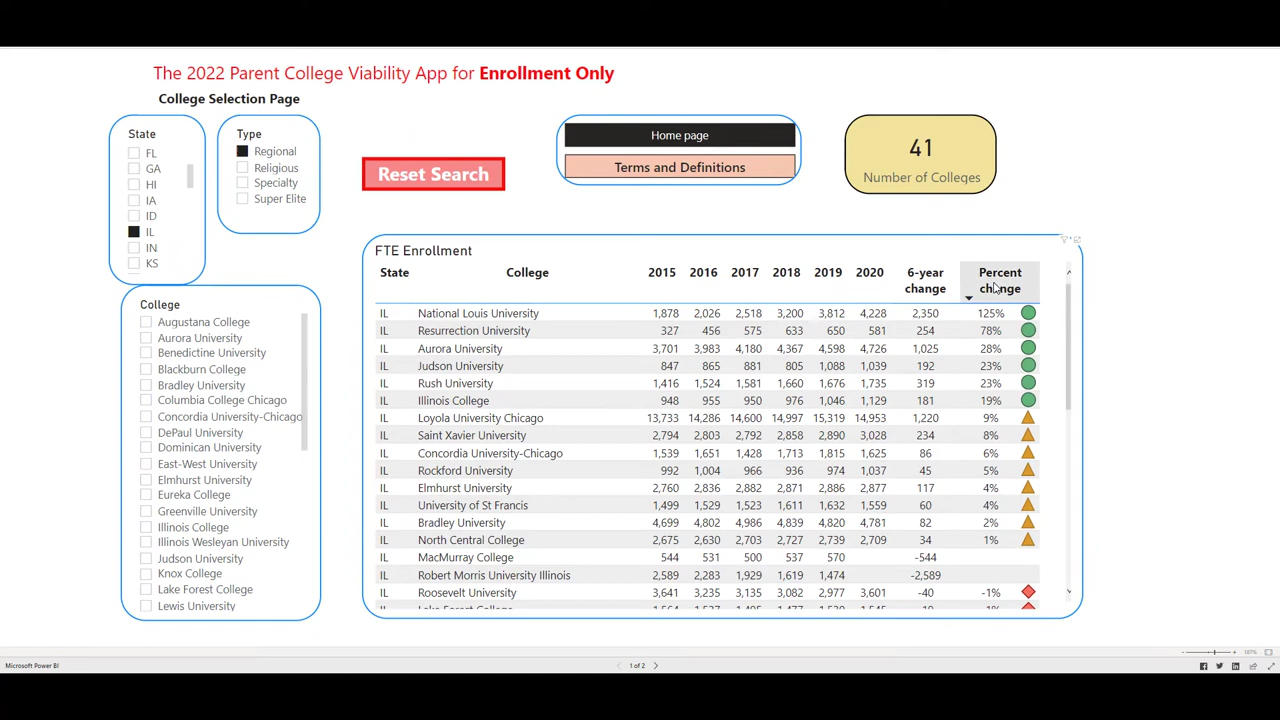 The 2022 Parent College Viability App for Enrollment Only
College Selection Page
State
FL
GA
HI
IA
ID
IL
IN
KS
Type
Regional
Religious
Specialty
Super Elite
Reset Search
Home page
Terms and Definitions
41
Number of Colleges
College
Augustana College
Aurora University
Benedictine University
Blackburn College
Bradley University
Columbia College Chicago
Concordia University-Chicago
DePaul University
Dominican University
East-West University
Elmhurst University
Eureka College
Greenville University
Illinois College
Illinois Wesleyan University
Judson University
Knox College
Lake Forest College
Lewis University
FTE Enrollment
State College 2015 2016 2017 2018 2019 2020 6-year change Percent change
IL National Louis University 1,878 2,026 2,518 3,200 3,812 4,228 2,350 125%
IL Resurrection University 327 456 575 633 650 581 254 78%
IL Aurora University 3,701 3,983 4,180 4,367 4,598 4,726 1,025 28%
IL Judson University 847 865 881 805 1,088 1,039 192 23%
IL Rush University 1,416 1,524 1,581 1,660 1,676 1,735 319 23%
IL Illinois College 948 955 950 976 1,046 1,129 181 19%
IL Loyola University Chicago 13,733 14,286 14,600 14,997 15,319 14,953 1,220 9%
IL Saint Xavier University 2,794 2,803 2,792 2,858 2,890 3,028 234 8%
IL Concordia University-Chicago 1,539 1,651 1,428 1,713 1,815 1,625 86 6%
IL Rockford University 992 1,004 966 936 974 1,037 45 5%
IL Elmhurst University 2,760 2,836 2,882 2,871 2,886 2,877 117 4%
IL University of St Francis 1,499 1,529 1,523 1,611 1,632 1,559 60 4%
IL Bradley University 4,699 4,802 4,986 4,839 4,820 4,781 82 2%
IL North Central College 2,675 2,630 2,703 2,727 2,739 2,709 34 1%
IL MacMurray College 544 531 500 537 570 -544
IL Robert Morris University Illinois 2,589 2,283 1,929 1,619 1,474 -2,589
IL Roosevelt University 3,641 3,235 3,135 3,082 2,977 3,601 -40 -1%
Microsoft Power BI
1 of 2